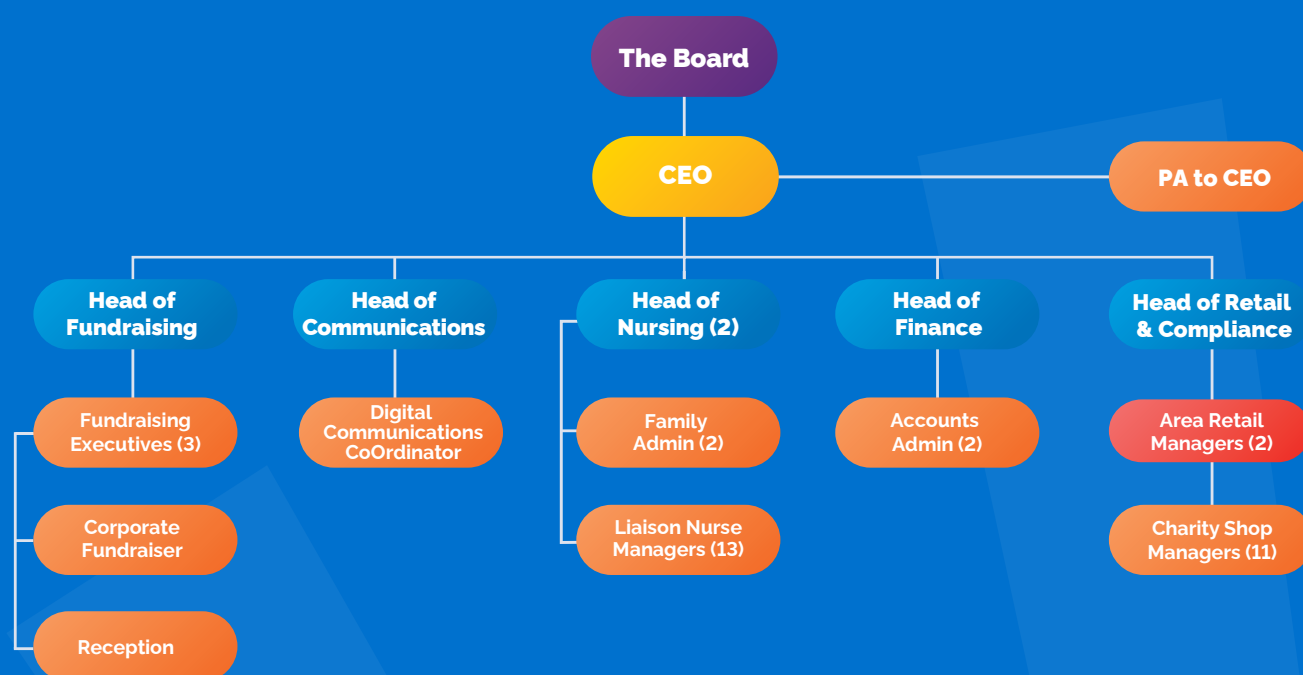 The Board
CEO
PA to CEO
Head of
Fundraising
Head of
Communications
Head of
Nursing (2)
Head of
Finance
Head of Retail
& Compliance
Fundraising
Executives (3)
Digital
Communications
CoOrdinator
Family
Admin (2)
Accounts
Admin (2)
Area Retail
Managers (2)
Corporate
Fundraiser
Liaison Nurse
Managers (13)
Charity Shop
Managers (11)
Reception